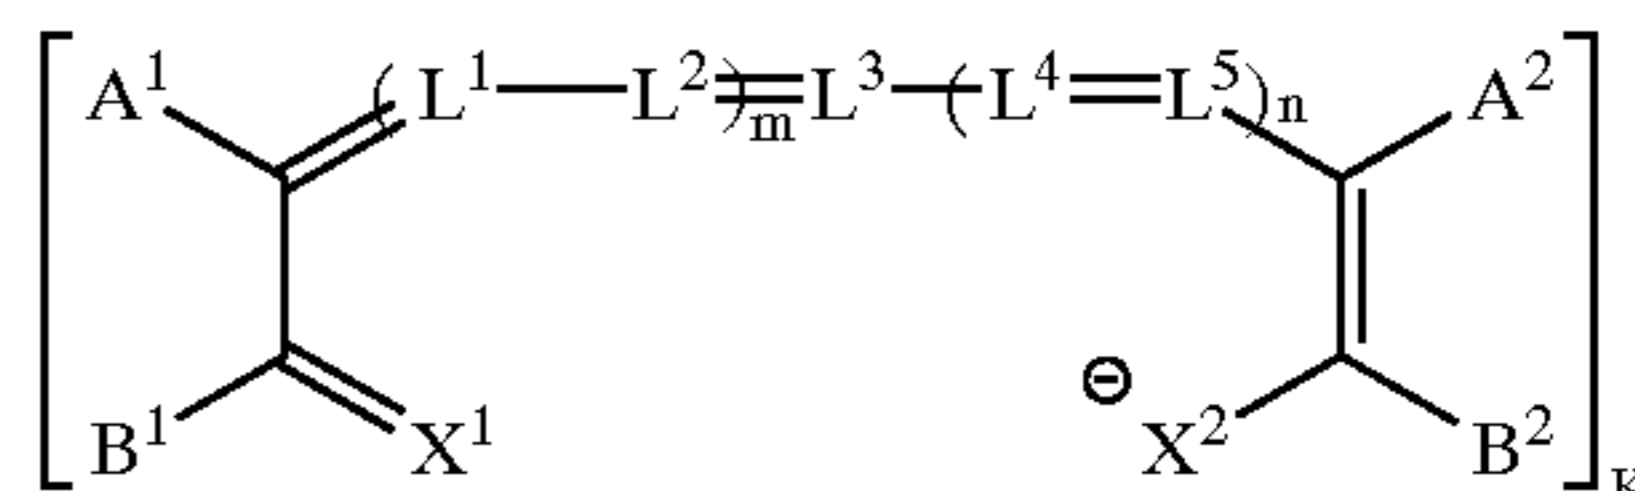 [ A¹ ( L¹—L² )ₘ=L³—( L⁴=L⁵ )ₙ A² ]
B¹ X¹ ⊖ X² B²